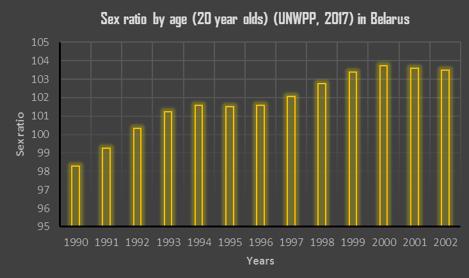 Sex ratio by age (20 year olds) (UNWPP, 2017) in Belarus
105
104
103
102
101
100
99
98
97
96
95
Sex ratio
1990 1991 1992 1993 1994 1995 1996 1997 1998 1999 2000 2001 2002
Years